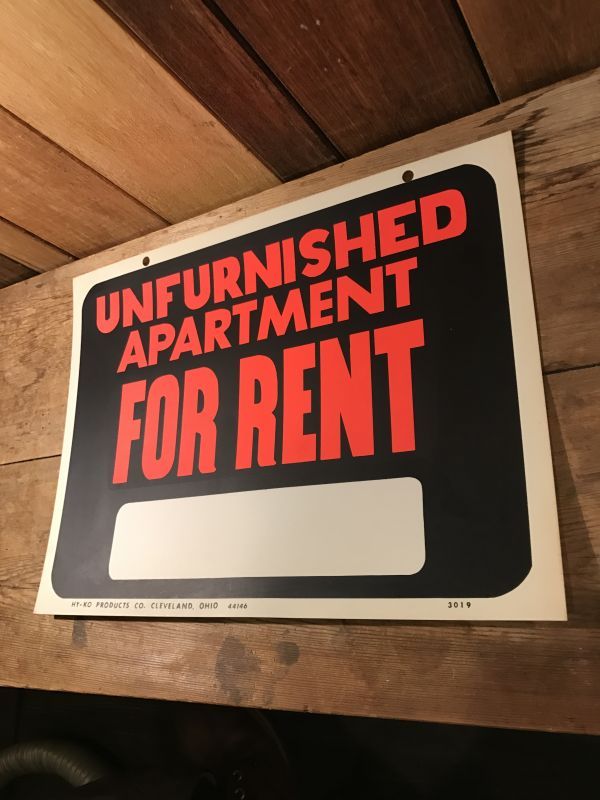 UNFURNISHED
APARTMENT
FOR RENT
HY-KO PRODUCTS CO. CLEVELAND, OHIO 44146 3019